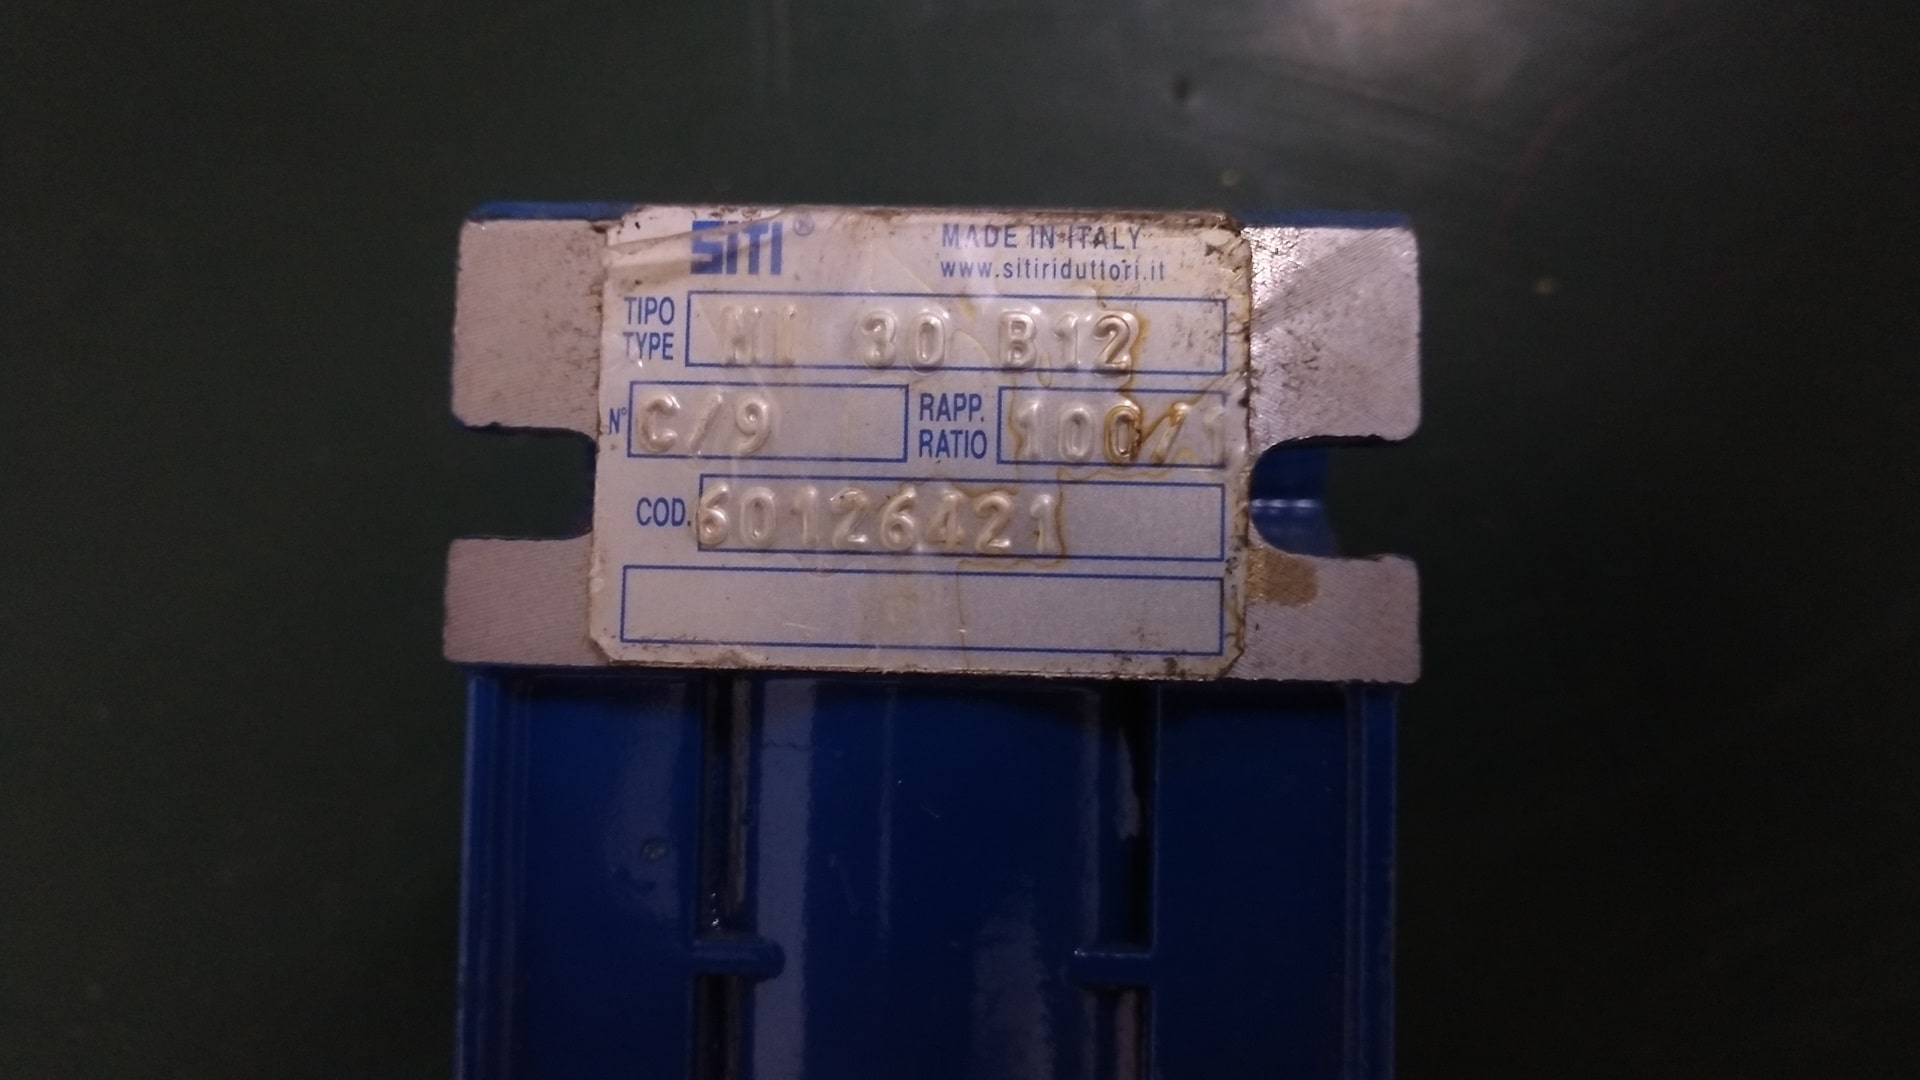 SITI® MADE IN ITALY
www.sitiriduttori.it
TIPO
TYPE MI 30 B12
N° C/9 RAPP.
RATIO 100/1
COD. 60126421